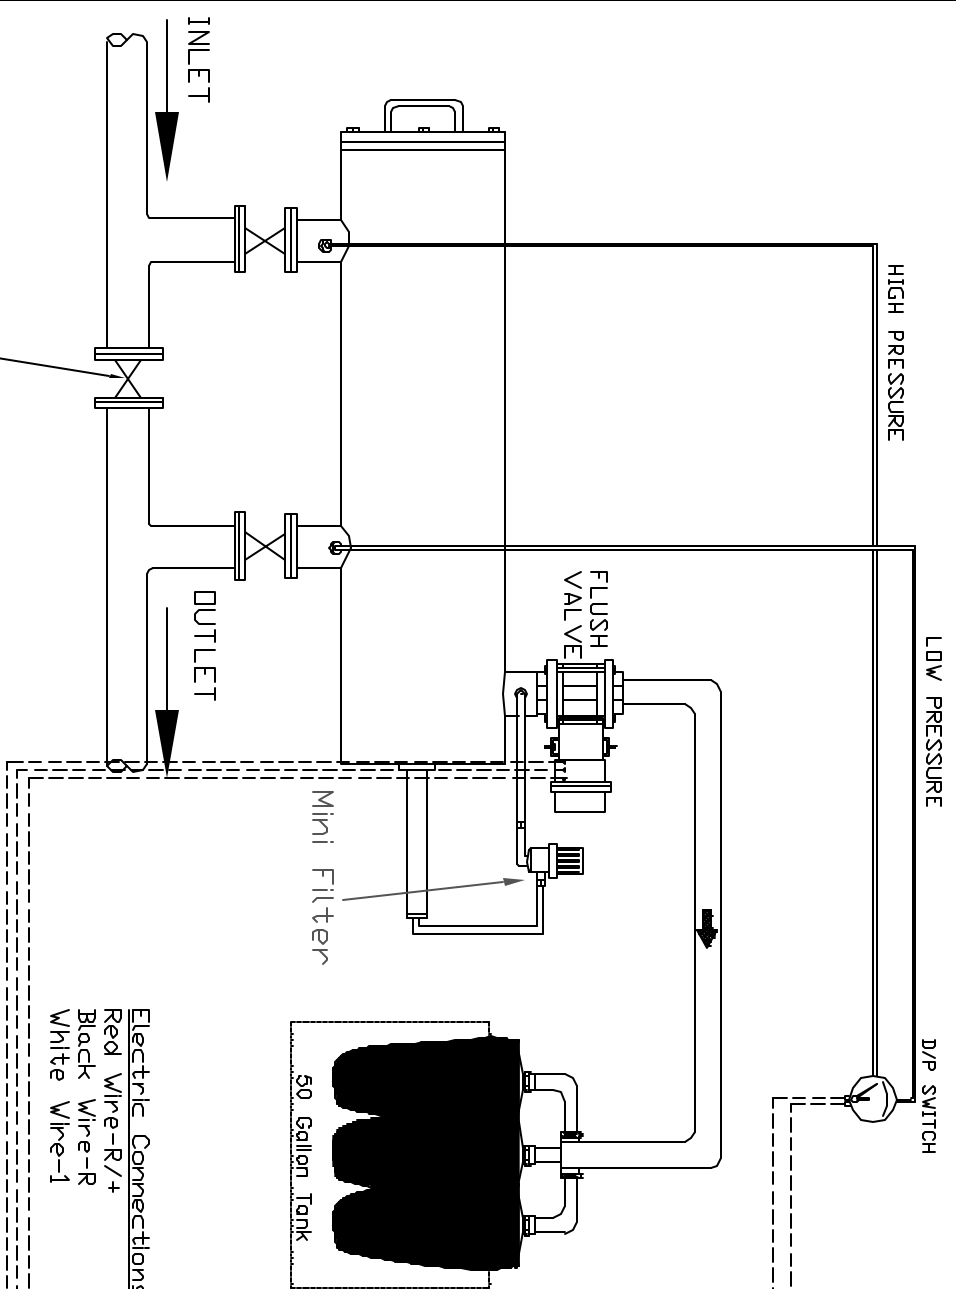 INLET
HIGH PRESSURE
LOW PRESSURE
FLUSH
VALVE
OUTLET
Mini Filter
D/P SWITCH
50 Gallon Tank
Electric Connections
Red Wire-R/+
Black Wire-R
White Wire-1